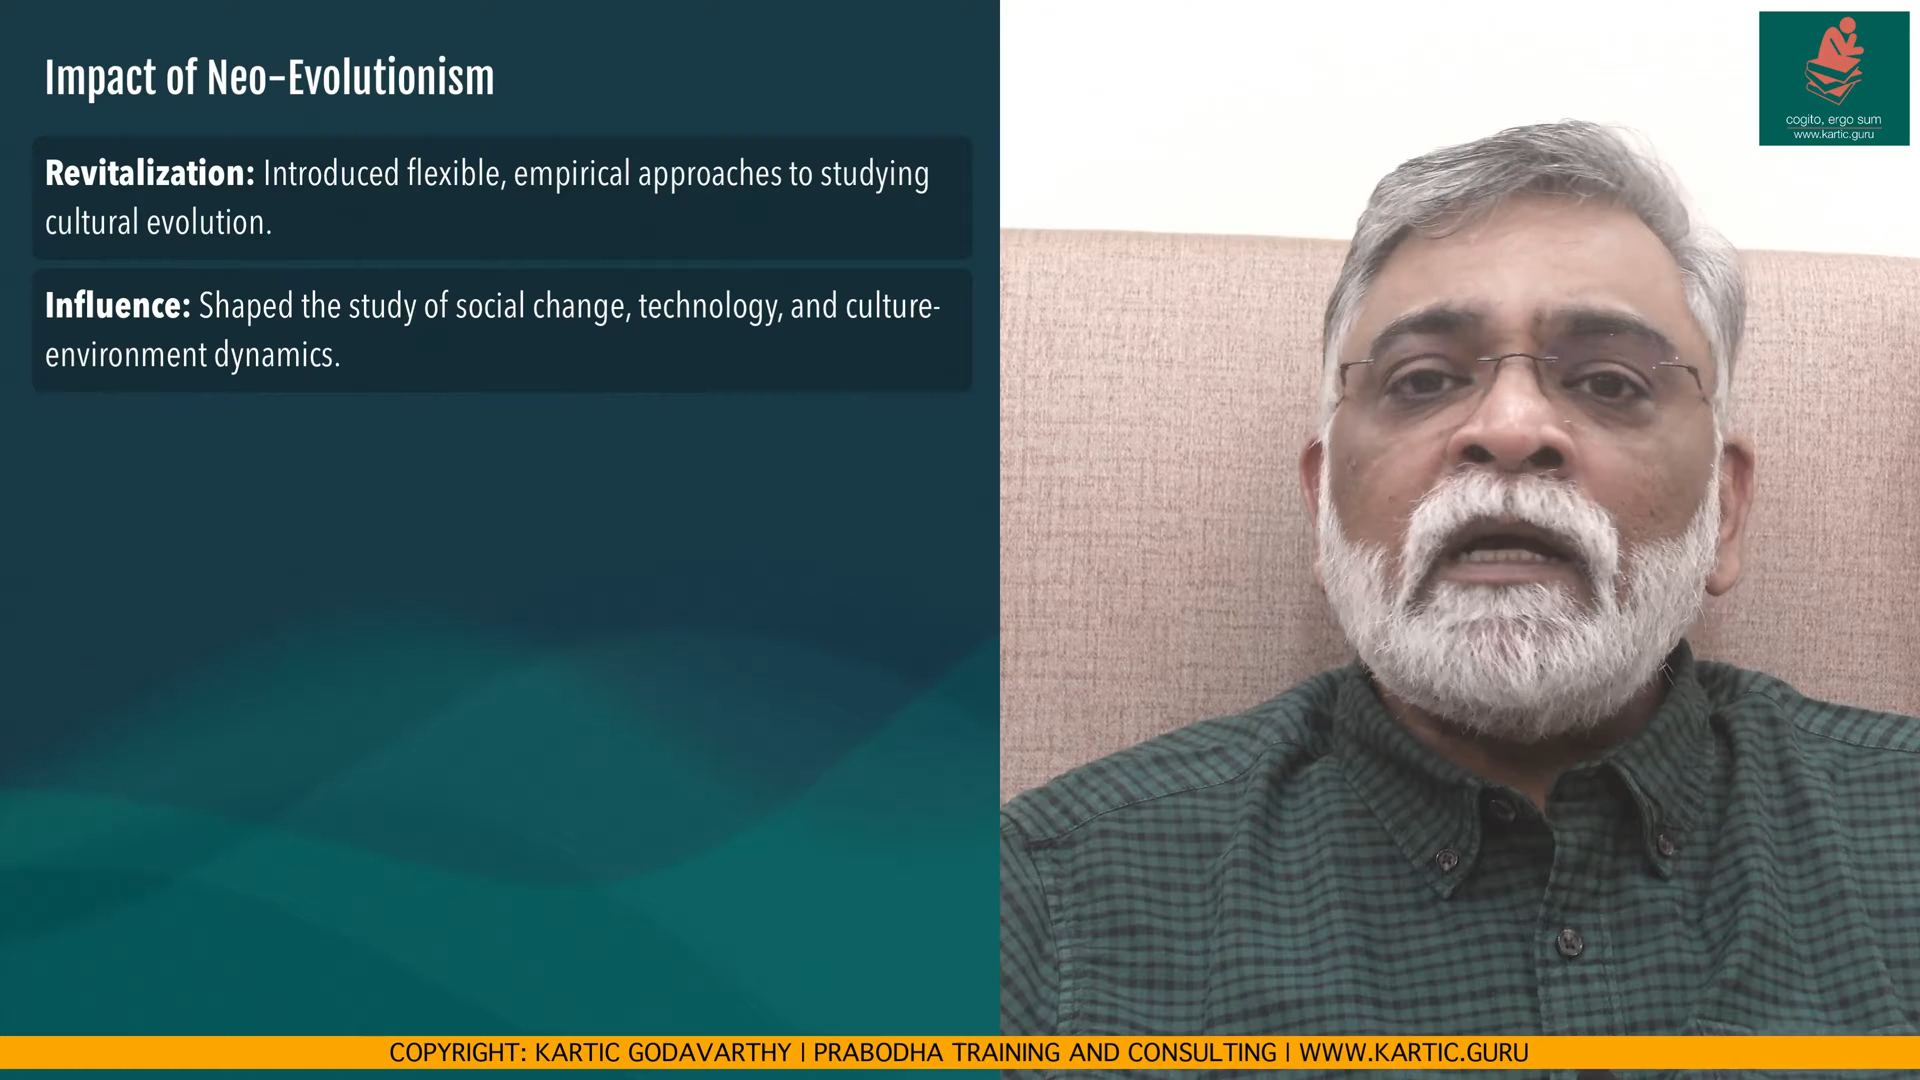 Impact of Neo-Evolutionism
Revitalization: Introduced flexible, empirical approaches to studying
cultural evolution.
Influence: Shaped the study of social change, technology, and culture-
environment dynamics.
cogito, ergo sum
www.kartic.guru
COPYRIGHT: KARTIC GODAVARTHY | PRABODHA TRAINING AND CONSULTING | WWW.KARTIC.GURU